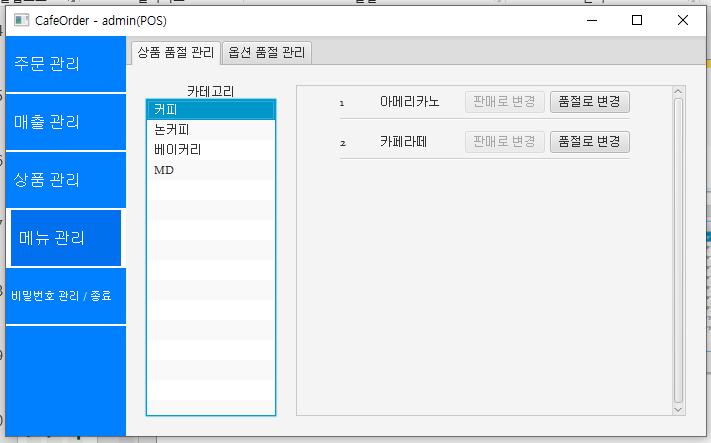 CafeOrder - admin(POS)
주문 관리
매출 관리
상품 관리
메뉴 관리
비밀번호 관리 / 종료
상품 품절 관리 옵션 품절 관리
카테고리
커피
논커피
베이커리
MD
1 아메리카노 판매로 변경 품절로 변경
2 카페라떼 판매로 변경 품절로 변경